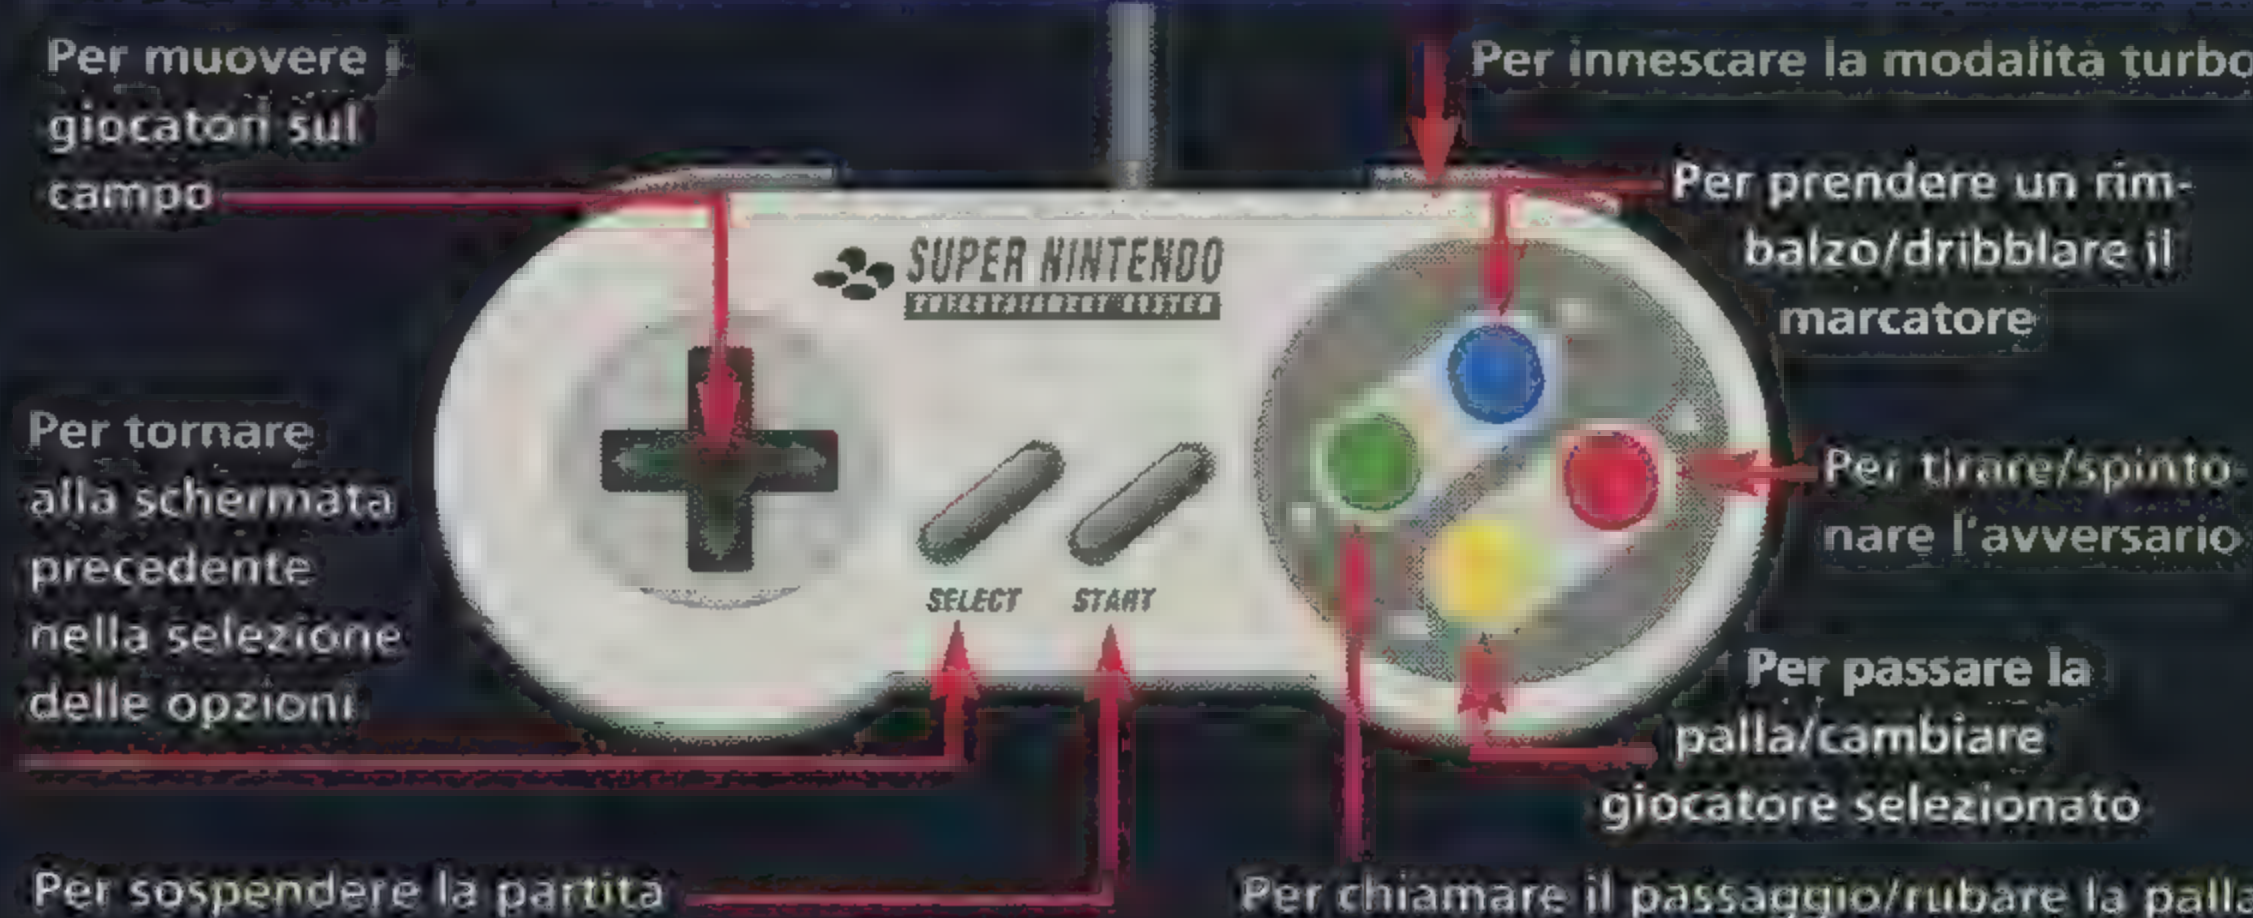 Per muovere i
giocatori sul
campo
Per innescare la modalità turbo
Per prendere un rim-
balzo/dribblare il
marcatore
SUPER NINTENDO
ENTERTAINMENT SYSTEM
Per tornare
alla schermata
precedente
nella selezione
delle opzioni
SELECT START
Per tirare/spinto-
nare l'avversario
Per passare la
palla/cambiare
giocatore selezionato
Per sospendere la partita
Per chiamare il passaggio/rubare la palla